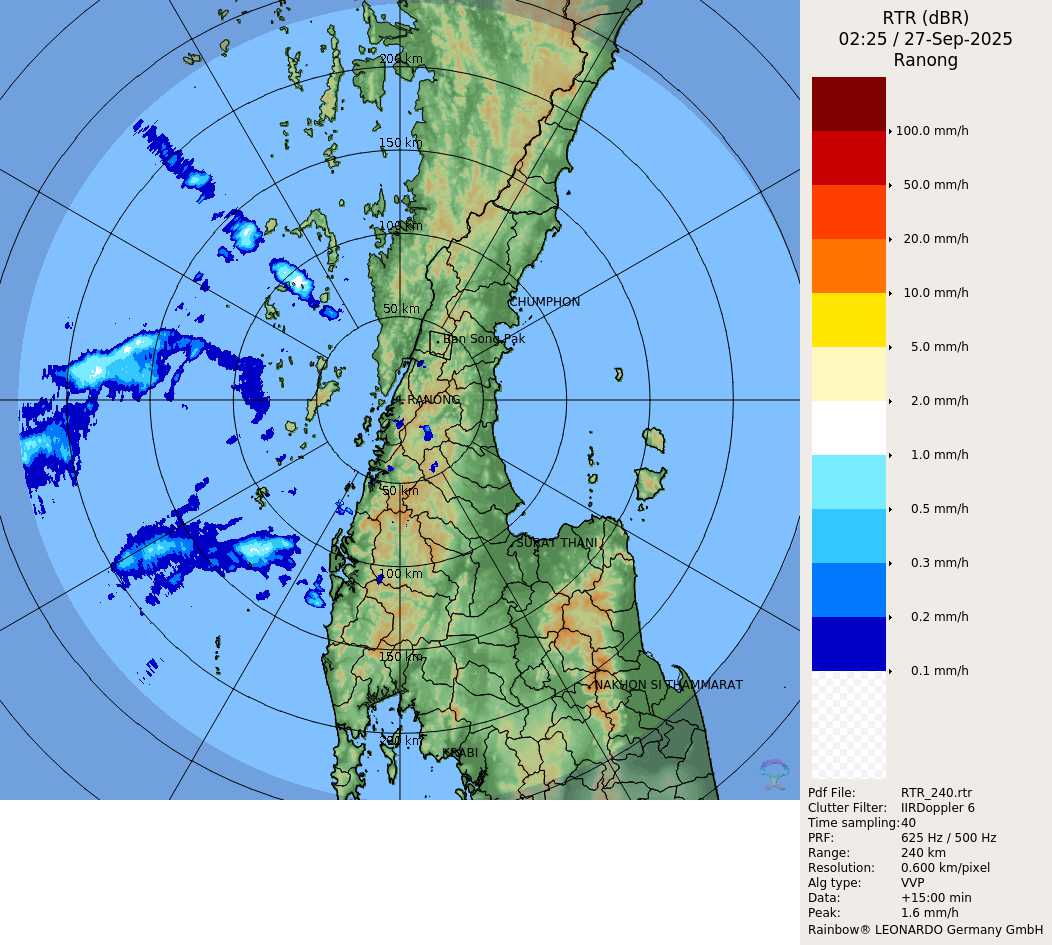 RTR (dBR)
02:25 / 27-Sep-2025
Ranong
200 km
150 km
100 km
50 km
CHUMPHON
Ban Song Pak
RANONG
50 km
SURAT THANI
100 km
150 km
NAKHON SI THAMMARAT
200 km
KRABI
100.0 mm/h
50.0 mm/h
20.0 mm/h
10.0 mm/h
5.0 mm/h
2.0 mm/h
1.0 mm/h
0.5 mm/h
0.3 mm/h
0.2 mm/h
0.1 mm/h
Pdf File: RTR_240.rtr
Clutter Filter: IIRDoppler 6
Time sampling:40
PRF: 625 Hz / 500 Hz
Range: 240 km
Resolution: 0.600 km/pixel
Alg type: VVP
Data: +15:00 min
Peak: 1.6 mm/h
Rainbow® LEONARDO Germany GmbH